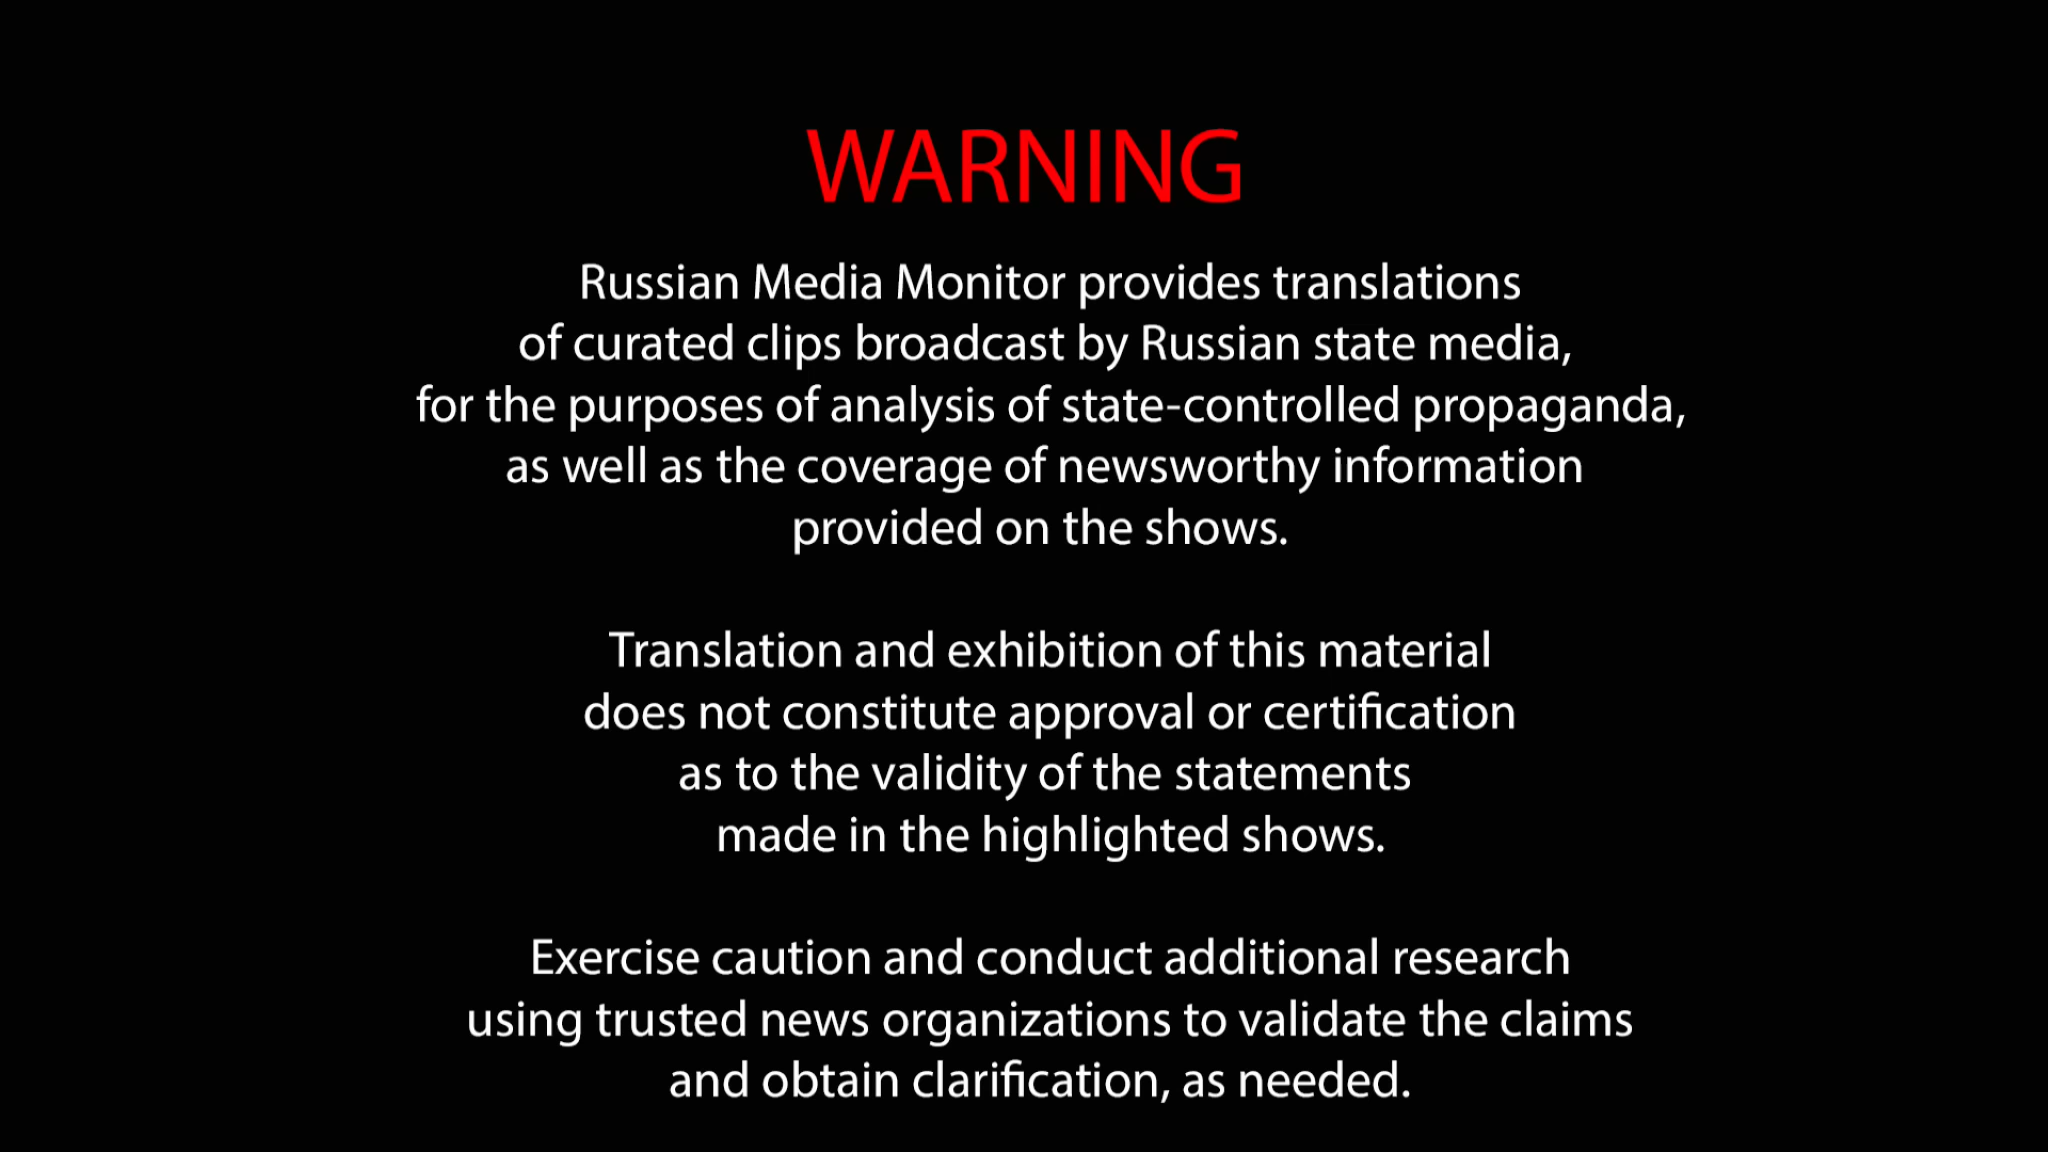 WARNING
Russian Media Monitor provides translations
of curated clips broadcast by Russian state media,
for the purposes of analysis of state-controlled propaganda,
as well as the coverage of newsworthy information
provided on the shows.
Translation and exhibition of this material
does not constitute approval or certification
as to the validity of the statements
made in the highlighted shows.
Exercise caution and conduct additional research
using trusted news organizations to validate the claims
and obtain clarification, as needed.